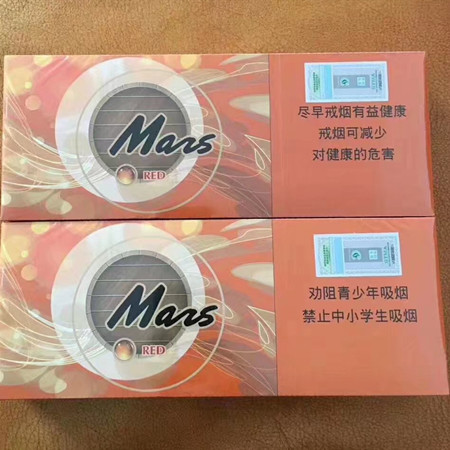 Mars
RED
尽早戒烟有益健康
戒烟可减少
对健康的危害
Mars
RED
劝阻青少年吸烟
禁止中小学生吸烟